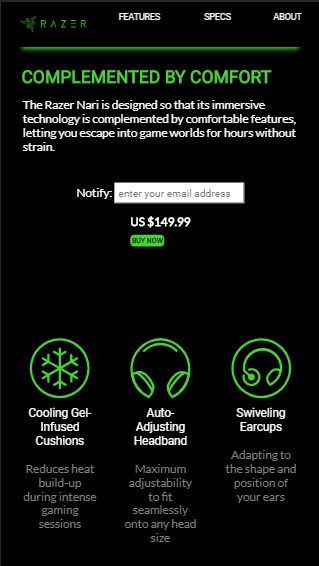 RAZER FEATURES SPECS ABOUT
COMPLEMENTED BY COMFORT
The Razer Nari is designed so that its immersive
technology is complemented by comfortable features,
letting you escape into game worlds for hours without
strain.
Notify: enter your email address
US $149.99
BUY NOW
Cooling Gel-
Infused
Cushions
Reduces heat
build-up
during intense
gaming
sessions
Auto-
Adjusting
Headband
Maximum
adjustability
to fit
seamlessly
onto any head
size
Swiveling
Earcups
Adapting to
the shape and
position of
your ears